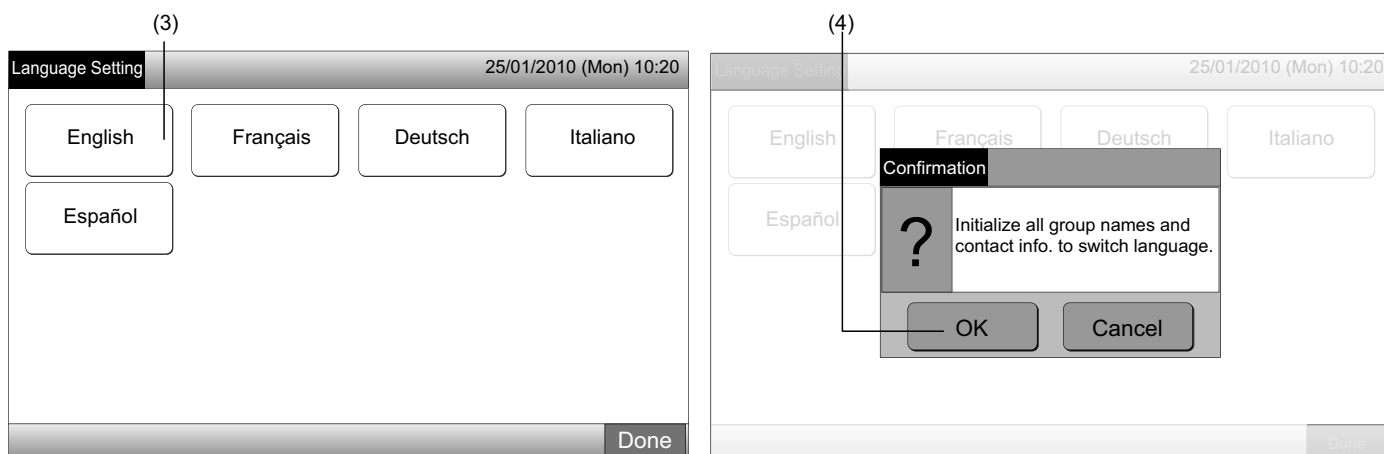 (3)
Language Setting 25/01/2010 (Mon) 10:20
English Français Deutsch Italiano
Español
Done
(4)
Language Setting 25/01/2010 (Mon) 10:20
English Français Deutsch Italiano
Español
Confirmation
?
Initialize all group names and
contact info. to switch language.
OK Cancel
Done